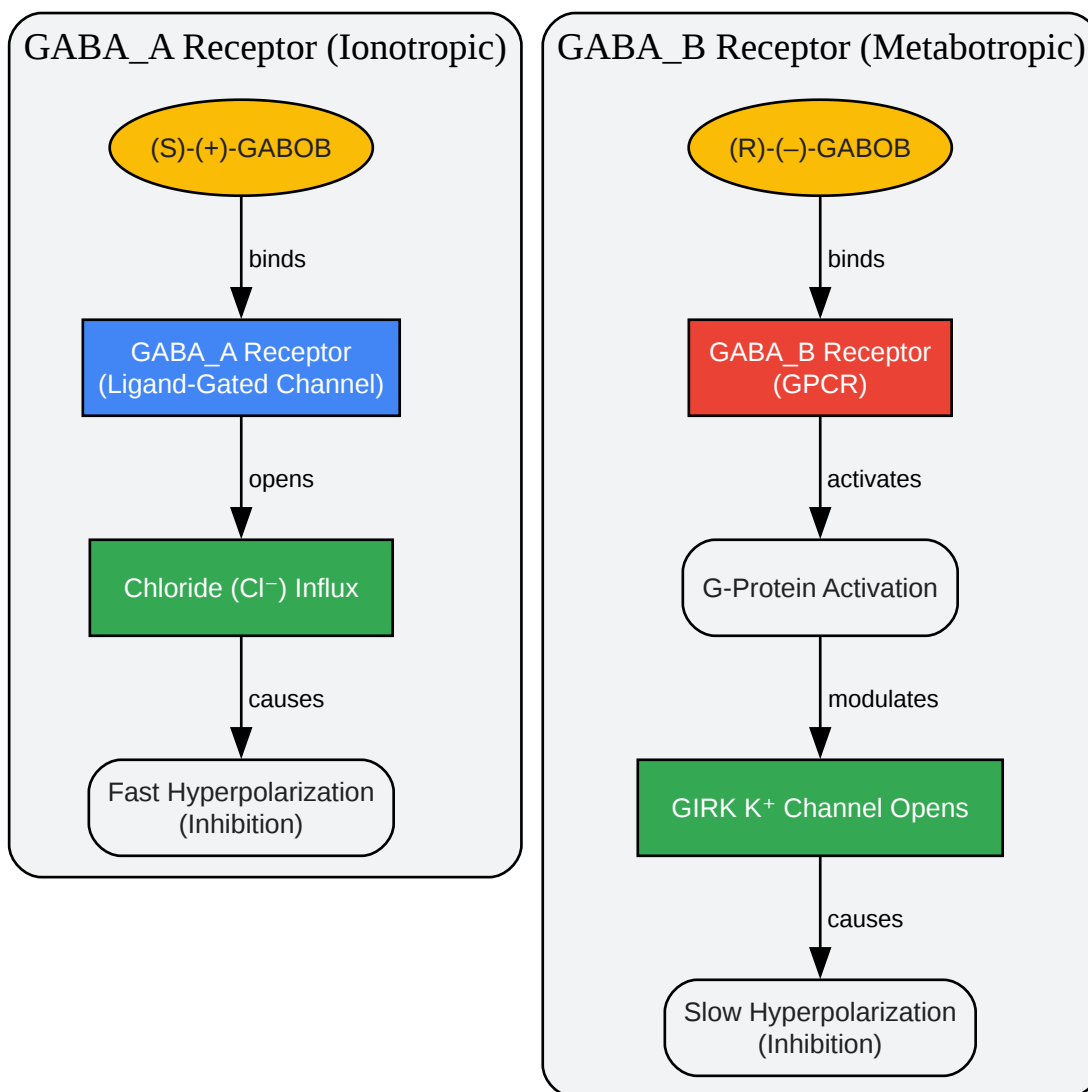 GABA_A Receptor (Ionotropic)
(S)-(+)-GABOB
binds
GABA_A Receptor
(Ligand-Gated Channel)
opens
Chloride (Cl⁻) Influx
causes
Fast Hyperpolarization
(Inhibition)
GABA_B Receptor (Metabotropic)
(R)-(–)-GABOB
binds
GABA_B Receptor
(GPCR)
activates
G-Protein Activation
modulates
GIRK K⁺ Channel Opens
causes
Slow Hyperpolarization
(Inhibition)